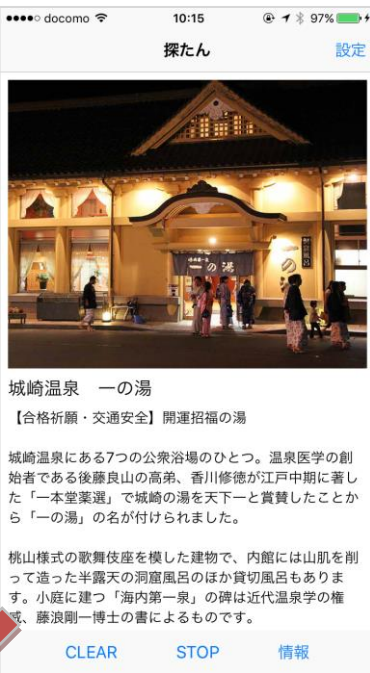 docomo 10:15 97%
探たん 設定
一の湯
城崎温泉 一の湯
【合格祈願・交通安全】開運招福の湯
城崎温泉にある7つの公衆浴場のひとつ。温泉医学の創
始者である後藤艮山の高弟、香川修徳が江戸中期に著し
た「一本堂薬選」で城崎の湯を天下一と賞賛したことか
ら「一の湯」の名が付けられました。
桃山様式の歌舞伎座を模した建物で、内館には山肌を削
って造った半露天の洞窟風呂のほか貸切風呂もありま
す。小庭に建つ「海内第一泉」の碑は近代温泉学の権
威、藤浪剛一博士の書によるものです。
CLEAR STOP 情報